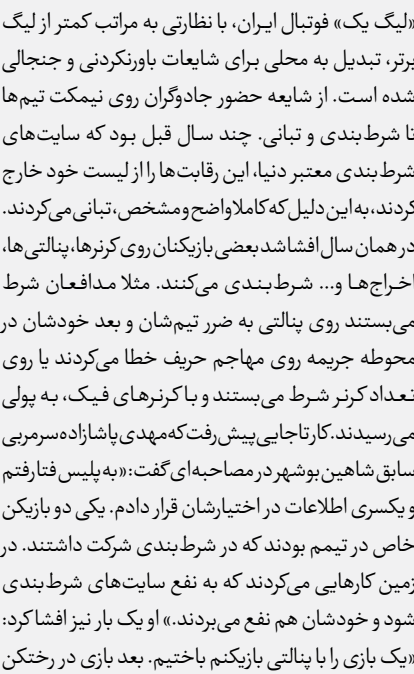 «لیگ یک» فوتبال ایران، با نظارتی به مراتب کمتر از لیگ
برتر، تبدیل به محلی برای شایعات باورنکردنی و جنجالی
شده است. از شایعه حضور جادوگران روی نیمکت تیم‌ها
تا شرط‌بندی و تبانی. چند سال قبل بود که سایت‌های
شرط‌بندی معتبر دنیا، این رقابت‌ها را از لیست خود خارج
کردند، به این دلیل که کاملا واضح و مشخص، تبانی می‌کردند.
در همان سال افشا شد بعضی بازیکنان روی کرنرها، پنالتی‌ها،
اخراج‌ها و... شرط‌بندی می‌کنند. مثلا مدافعان شرط
می‌بستند روی پنالتی به ضرر تیم‌شان و بعد خودشان در
محوطه جریمه روی مهاجم حریف خطا می‌کردند یا روی
تعداد کرنر شرط می‌بستند و با کرنرهای فیک، به پولی
می‌رسیدند. کار تا جایی پیش رفت که مهدی پاشازاده سرمربی
سابق شاهین بوشهر در مصاحبه‌ای گفت: «به پلیس فتا رفتم
و یکسری اطلاعات در اختیارشان قرار دادم. یکی دو بازیکن
خاص در تیمم بودند که در شرط‌بندی شرکت داشتند. در
زمین کارهایی می‌کردند که به نفع سایت‌های شرط‌بندی
شود و خودشان هم نفع می‌بردند.» او یک بار نیز افشا کرد:
«یک بازی را با پنالتی بازیکنم باختیم. بعد بازی در رختکن